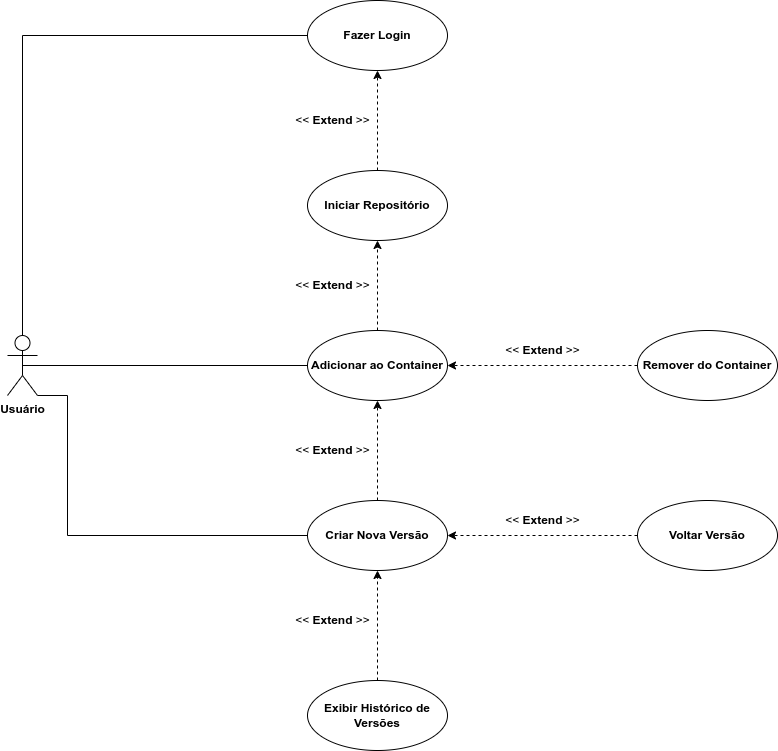 Fazer Login
<< Extend >>
Iniciar Repositório
<< Extend >>
Usuário
Adicionar ao Container
<< Extend >>
Remover do Container
<< Extend >>
Criar Nova Versão
<< Extend >>
Voltar Versão
<< Extend >>
Exibir Histórico de
Versões